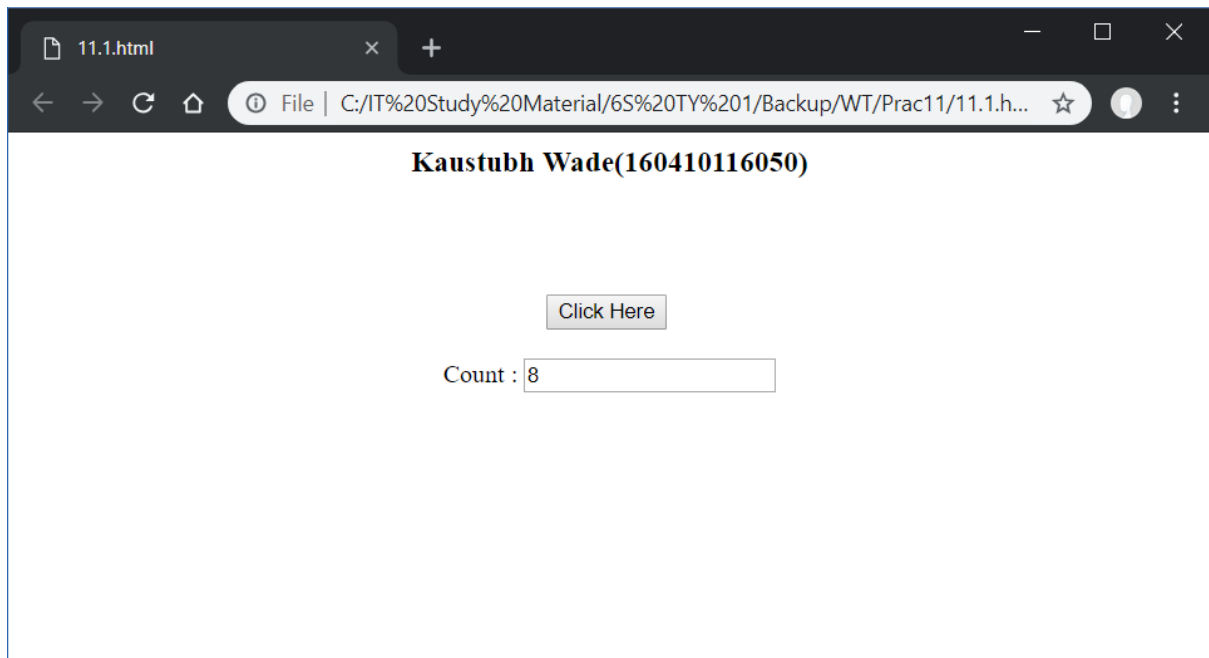 11.1.html
File | C:/IT%20Study%20Material/6S%20TY%201/Backup/WT/Prac11/11.1.h...
Kaustubh Wade(160410116050)
Click Here
Count : 8